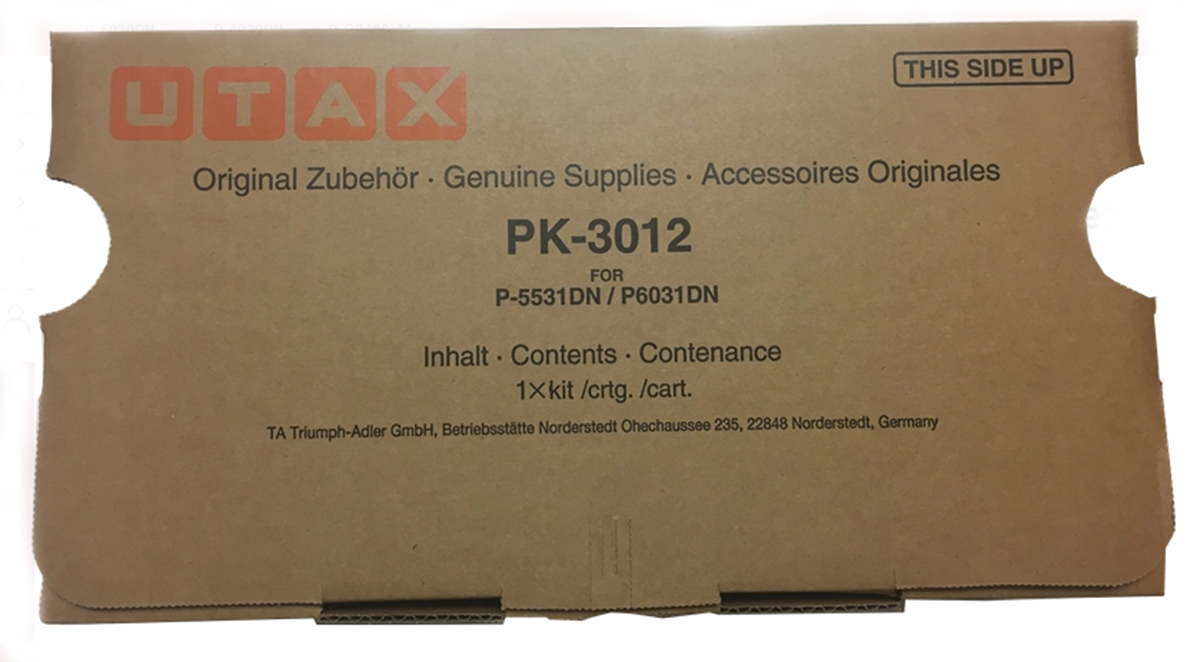 UTAX
THIS SIDE UP
Original Zubehör · Genuine Supplies · Accessoires Originales
PK-3012
FOR
P-5531DN / P6031DN
Inhalt · Contents · Contenance
1×kit /crtg. /cart.
TA Triumph-Adler GmbH, Betriebsstätte Norderstedt Ohechaussee 235, 22848 Norderstedt, Germany